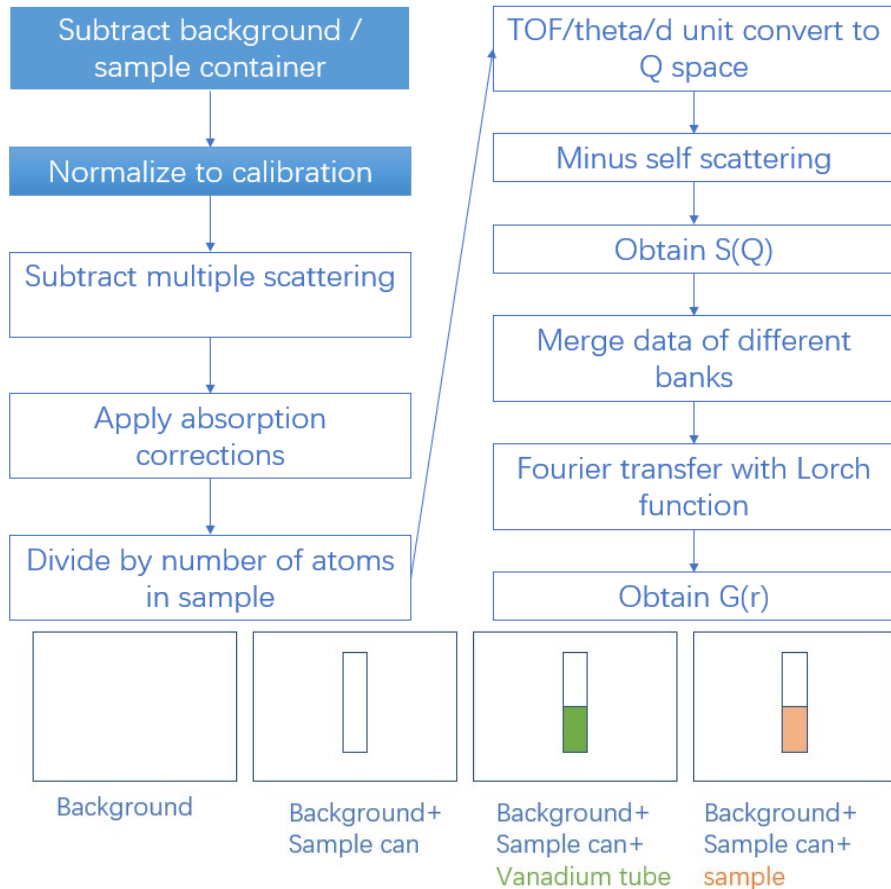 Subtract background /
sample container
Normalize to calibration
Subtract multiple scattering
Apply absorption
corrections
Divide by number of atoms
in sample
TOF/theta/d unit convert to
Q space
Minus self scattering
Obtain S(Q)
Merge data of different
banks
Fourier transfer with Lorch
function
Obtain G(r)
Background
Background+
Sample can
Background+
Sample can+
Vanadium tube
Background+
Sample can+
sample